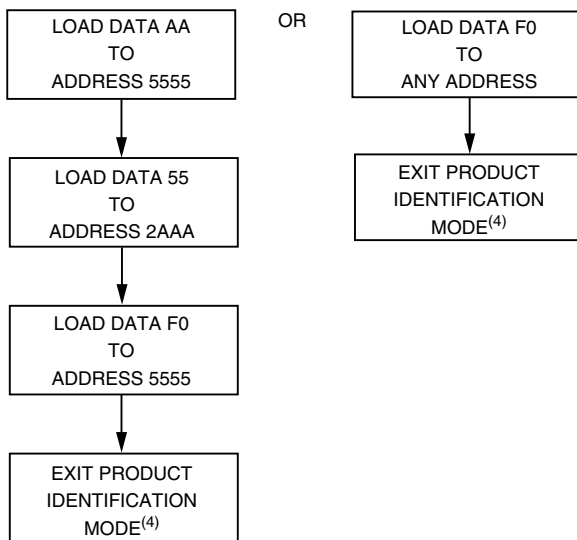 LOAD DATA AA
TO
ADDRESS 5555
LOAD DATA 55
TO
ADDRESS 2AAA
LOAD DATA F0
TO
ADDRESS 5555
EXIT PRODUCT
IDENTIFICATION
MODE(4)
OR
LOAD DATA F0
TO
ANY ADDRESS
EXIT PRODUCT
IDENTIFICATION
MODE(4)